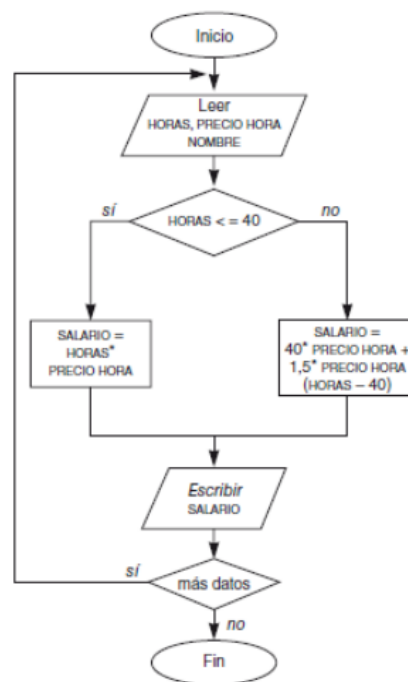 Inicio
Leer
HORAS, PRECIO HORA
NOMBRE
sí
HORAS <= 40
no
SALARIO =
HORAS*
PRECIO HORA
SALARIO =
40* PRECIO HORA +
1,5* PRECIO HORA
(HORAS – 40)
Escribir
SALARIO
sí
más datos
no
Fin